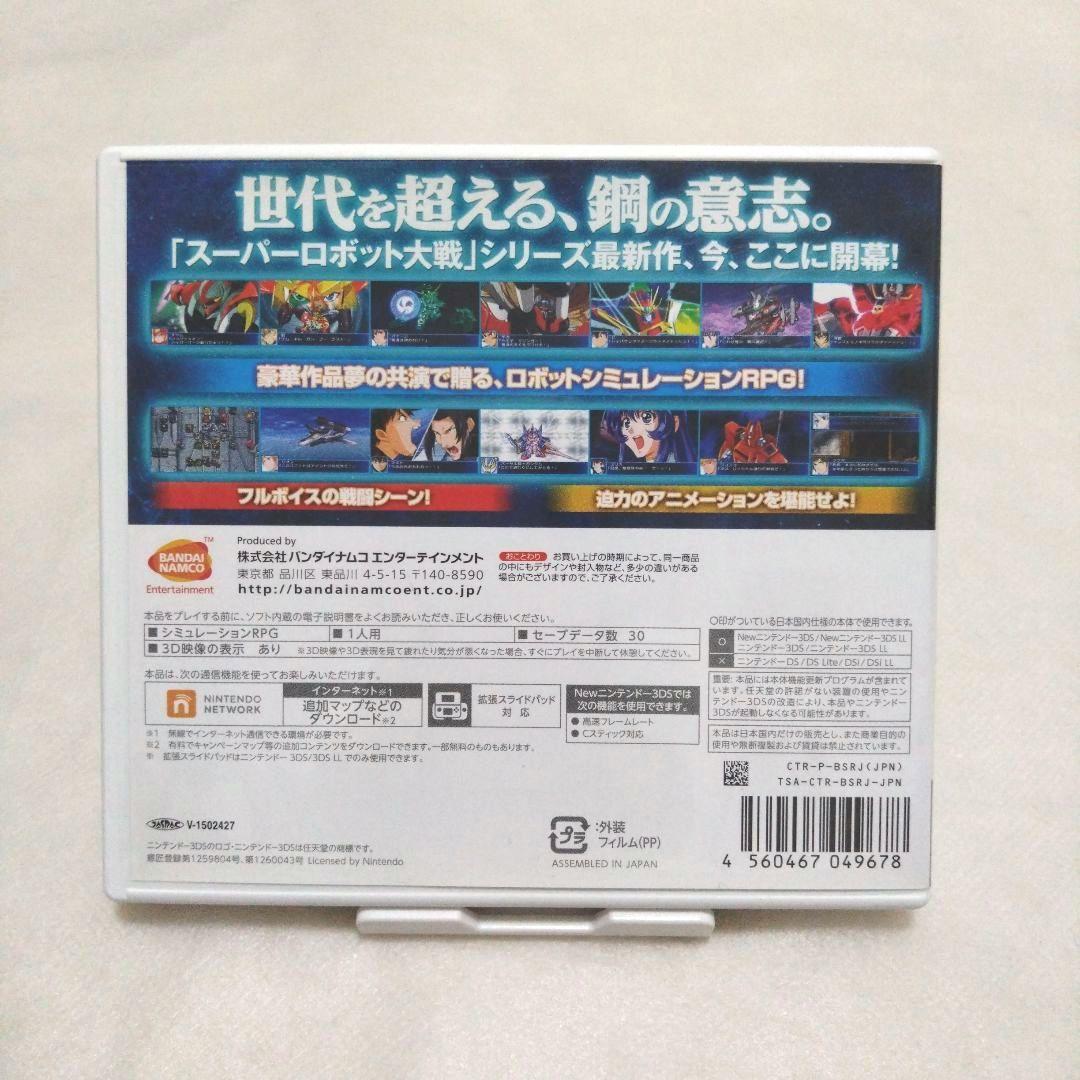 世代を超える、鋼の意志。
「スーパーロボット大戦」シリーズ最新作、今、ここに開幕!
豪華作品夢の共演で贈る、ロボットシミュレーションRPG!
フルボイスの戦闘シーン!
迫力のアニメーションを堪能せよ!
BANDAI
NAMCO
TM
Entertainment
Produced by
株式会社 バンダイナムコ エンターテインメント
東京都 品川区 東品川 4-5-15 〒140-8590
http://bandainamcoent.co.jp/
おことわり お買い上げの時期によって、同一商品
の中にもデザインや封入物など、多少の違いがある
場合がございますので、ご了承ください。
本品をプレイする前に、ソフト内蔵の電子説明書をよくお読みいただき、正しくお使いください。
■ シミュレーションRPG
■ 1人用
■ セーブデータ数 30
■ 3D映像の表示 あり ※3D映像や3D表現を見て疲れたり気分が悪くなった場合、すぐにプレイを中断して休憩してください。
〇印がついている日本国内仕様の本体で使用できます。
〇 Newニンテンドー3DS/Newニンテンドー3DS LL
ニンテンドー3DS/ニンテンドー3DS LL
× ニンテンドーDS/DS Lite/DSi/DSi LL
本品は、次の通信機能を使ってお楽しみいただけます。
NINTENDO
NETWORK
インターネット※1
追加マップなどの
ダウンロード※2
拡張スライドパッド
対応
Newニンテンドー3DSでは
次の機能を使用できます。
● 高速フレームレート
● Cスティック対応
重要: 本品には本体機能更新プログラムが含まれて
います。任天堂の許諾がない装置の使用やニン
テンドー3DSの改造により、本品やニンテンドー
3DSが起動しなくなる可能性があります。
本品は日本国内だけの販売とし、また商業目的の
使用や無断複製および賃貸は禁止されています。
※1 無線でインターネット通信できる環境が必要です。
※2 有料でキャンペーンマップ等の追加コンテンツをダウンロードできます。一部無料のものもあります。
※ 拡張スライドパッドはニンテンドー3DS/3DS LLでのみ使用できます。
CTR-P-BSRJ(JPN)
TSA-CTR-BSRJ-JPN
JASRAC V-1502427
ニンテンドー3DSのロゴ・ニンテンドー3DSは任天堂の商標です。
意匠登録第1259804号、第1260043号 Licensed by Nintendo
プラ
:外装
フィルム(PP)
ASSEMBLED IN JAPAN
4 560467 049678